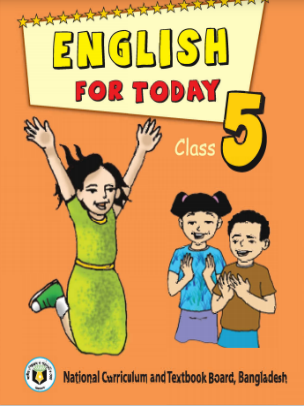 ENGLISH
FOR TODAY
Class 5
National Curriculum and Textbook Board, Bangladesh